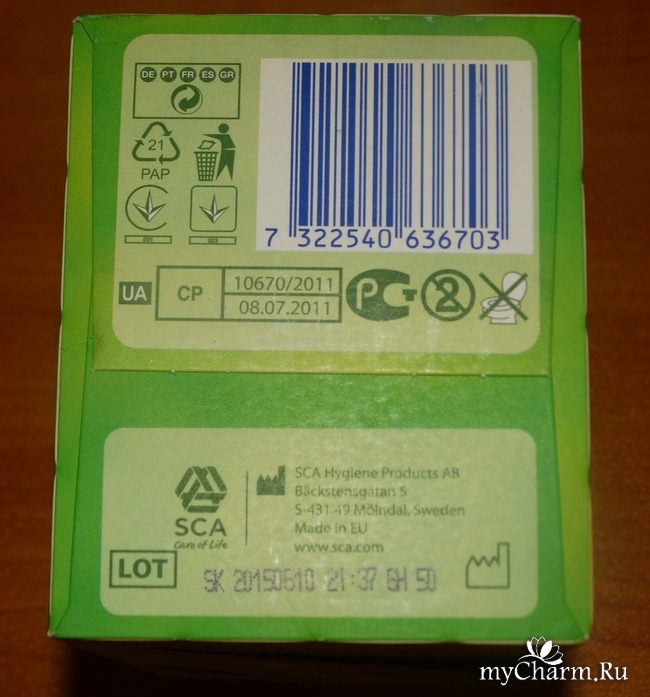 DE PT FR ES GR
21
PAP
001 003
7 322540 636703
UA CP 10670/2011
08.07.2011
SCA
Care of Life
SCA Hygiene Products AB
Bäckstensgatan 5
S-431 49 Mölndal, Sweden
Made in EU
www.sca.com
LOT SK 20150610 21:37 GH 50
myCharm.Ru